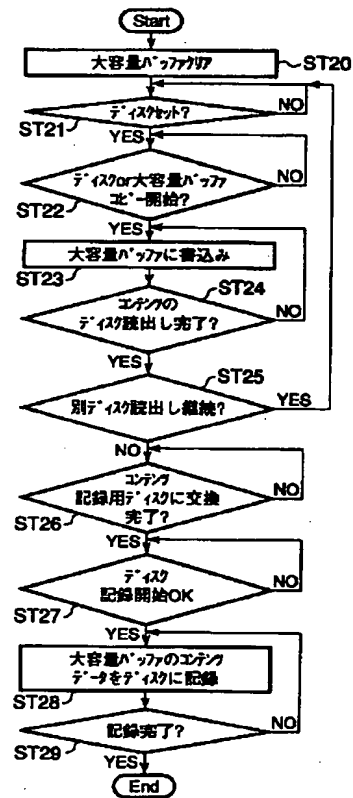 Start
大容量ﾊﾞｯﾌｧｸﾘｱ
ST20
ﾃﾞｨｽｸｾｯﾄ?
NO
ST21
YES
ﾃﾞｨｽｸor大容量ﾊﾞｯﾌｧ
ｺﾋﾟｰ開始?
NO
ST22
YES
大容量ﾊﾞｯﾌｧに書込み
ST23
ST24
ｺﾝﾃﾝﾂの
ﾃﾞｨｽｸ読出し完了?
NO
YES
ST25
別ﾃﾞｨｽｸ読出し継続?
YES
NO
ｺﾝﾃﾝﾂ
記録用ﾃﾞｨｽｸに交換
完了?
NO
ST26
YES
ﾃﾞｨｽｸ
記録開始OK
NO
ST27
YES
大容量ﾊﾞｯﾌｧのｺﾝﾃﾝﾂ
ﾃﾞｰﾀをﾃﾞｨｽｸに記録
ST28
記録完了?
NO
ST29
YES
End